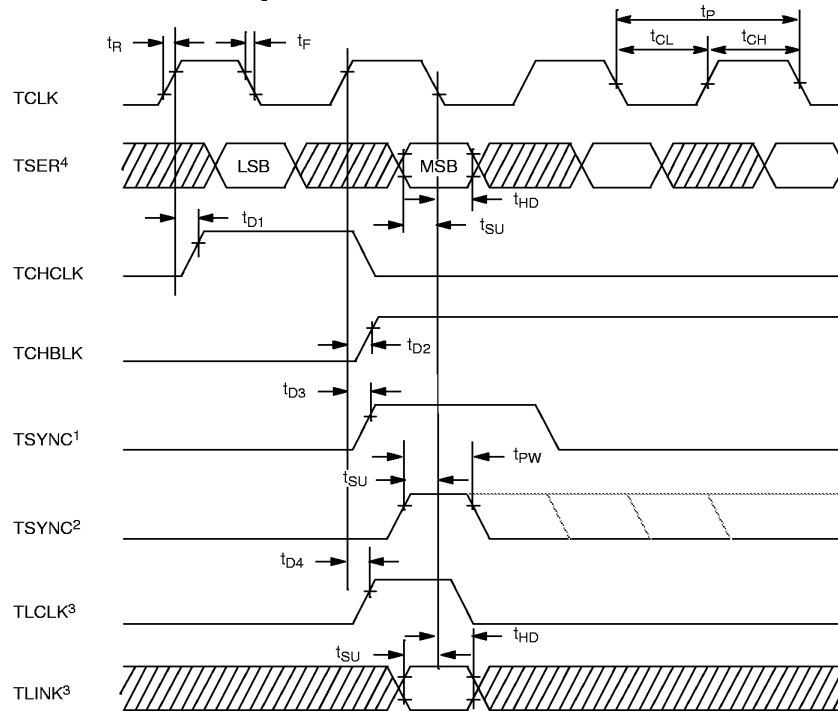 tP
tR tF tCL tCH
TCLK
TSER4 LSB MSB
tHD
tD1 tSU
TCHCLK
TCHBLK tD2
tD3
TSYNC1
tPW
tSU
TSYNC2
tD4
TLCLK3
tHD
tSU
TLINK3